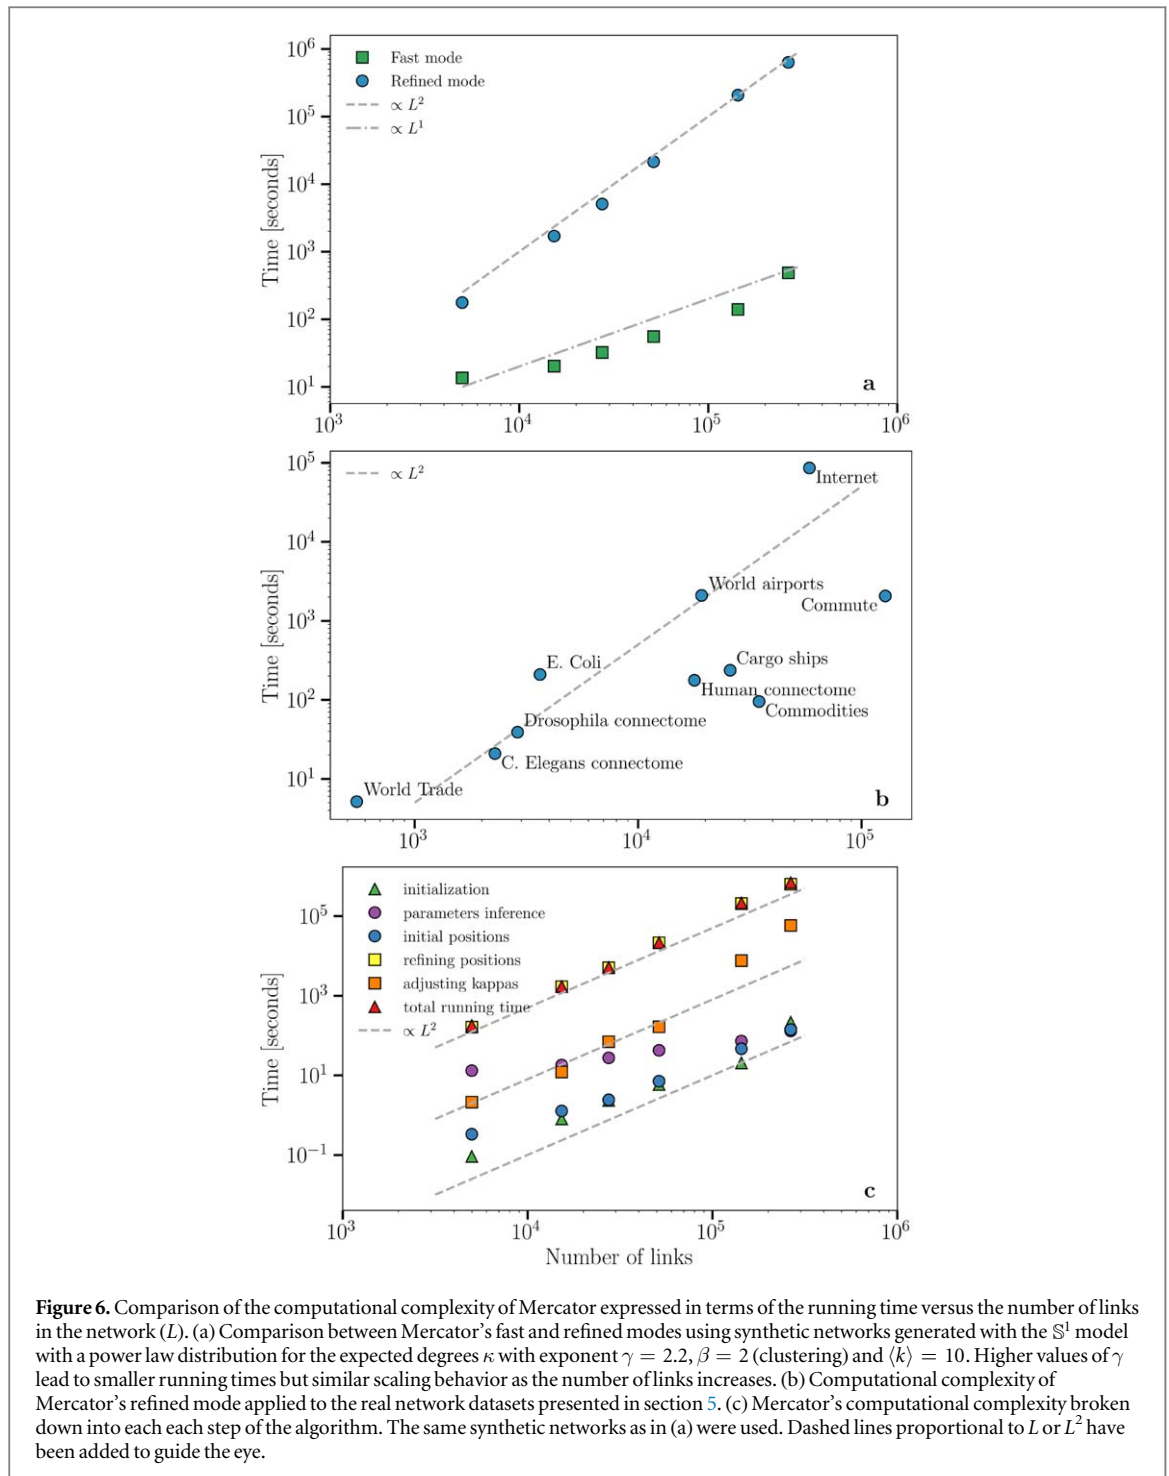 10^6
10^5
10^4
10^3
10^2
10^1
Time [seconds]
Fast mode
Refined mode
∝ L^2
∝ L^1
a
10^3 10^4 10^5 10^6
10^5
10^4
10^3
10^2
10^1
Time [seconds]
∝ L^2
Internet
World airports
Commute
E. Coli
Cargo ships
Human connectome
Commodities
Drosophila connectome
C. Elegans connectome
World Trade
b
10^3 10^4 10^5
10^5
10^3
10^1
10^−1
Time [seconds]
initialization
parameters inference
initial positions
refining positions
adjusting kappas
total running time
∝ L^2
c
10^3 10^4 10^5 10^6
Number of links
Figure 6. Comparison of the computational complexity of Mercator expressed in terms of the running time versus the number of links
in the network (L). (a) Comparison between Mercator's fast and refined modes using synthetic networks generated with the 𝕊^1 model
with a power law distribution for the expected degrees κ with exponent γ = 2.2, β = 2 (clustering) and ⟨k⟩ = 10. Higher values of γ
lead to smaller running times but similar scaling behavior as the number of links increases. (b) Computational complexity of
Mercator's refined mode applied to the real network datasets presented in section 5. (c) Mercator's computational complexity broken
down into each each step of the algorithm. The same synthetic networks as in (a) were used. Dashed lines proportional to L or L^2 have
been added to guide the eye.